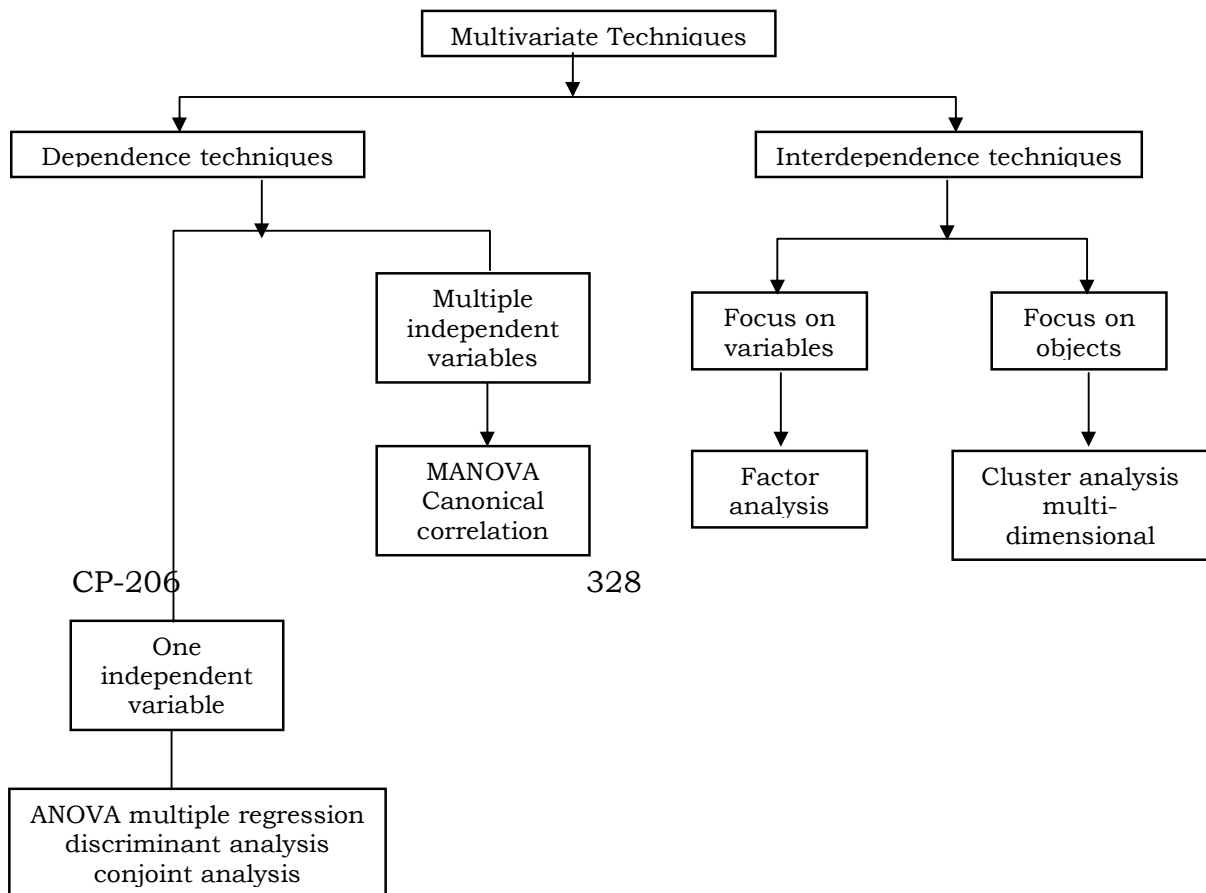 Multivariate Techniques
Dependence techniques
Interdependence techniques
Multiple
independent
variables
Focus on
variables
Focus on
objects
MANOVA
Canonical
correlation
Factor
analysis
Cluster analysis
multi-
dimensional
CP-206
328
One
independent
variable
ANOVA multiple regression
discriminant analysis
conjoint analysis